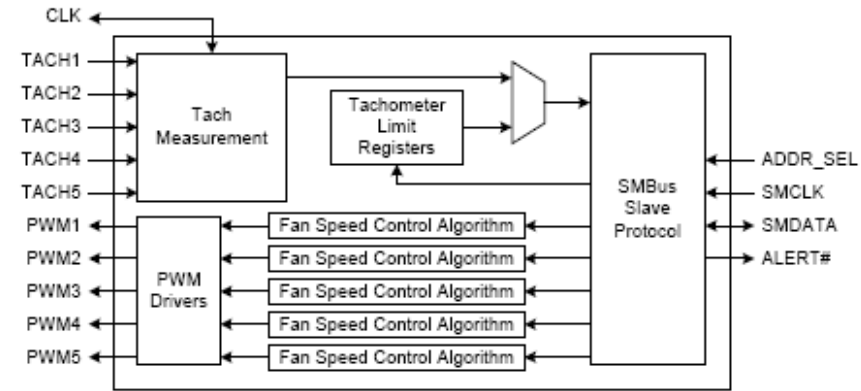 CLK
TACH1
TACH2
TACH3
TACH4
TACH5
Tach
Measurement
Tachometer
Limit
Registers
SMBus
Slave
Protocol
ADDR_SEL
SMCLK
SMDATA
ALERT#
PWM1
PWM2
PWM3
PWM4
PWM5
PWM
Drivers
Fan Speed Control Algorithm
Fan Speed Control Algorithm
Fan Speed Control Algorithm
Fan Speed Control Algorithm
Fan Speed Control Algorithm